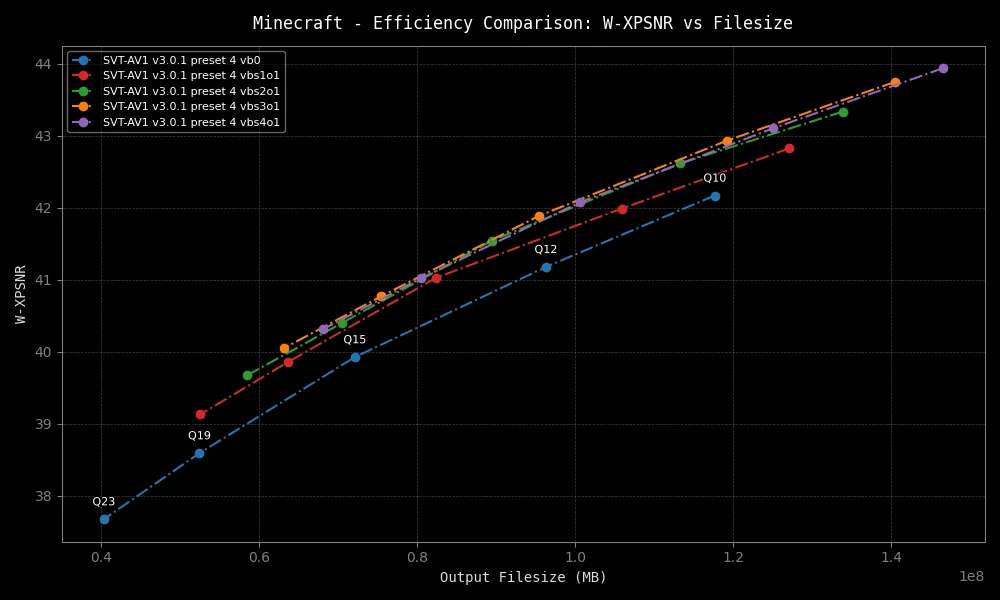 Minecraft - Efficiency Comparison: W-XPSNR vs Filesize
SVT-AV1 v3.0.1 preset 4 vb0
SVT-AV1 v3.0.1 preset 4 vbs1o1
SVT-AV1 v3.0.1 preset 4 vbs2o1
SVT-AV1 v3.0.1 preset 4 vbs3o1
SVT-AV1 v3.0.1 preset 4 vbs4o1
44
43
42
41
40
39
38
W-XPSNR
Q10
Q12
Q15
Q19
Q23
0.4
0.6
0.8
1.0
1.2
1.4
1e8
Output Filesize (MB)